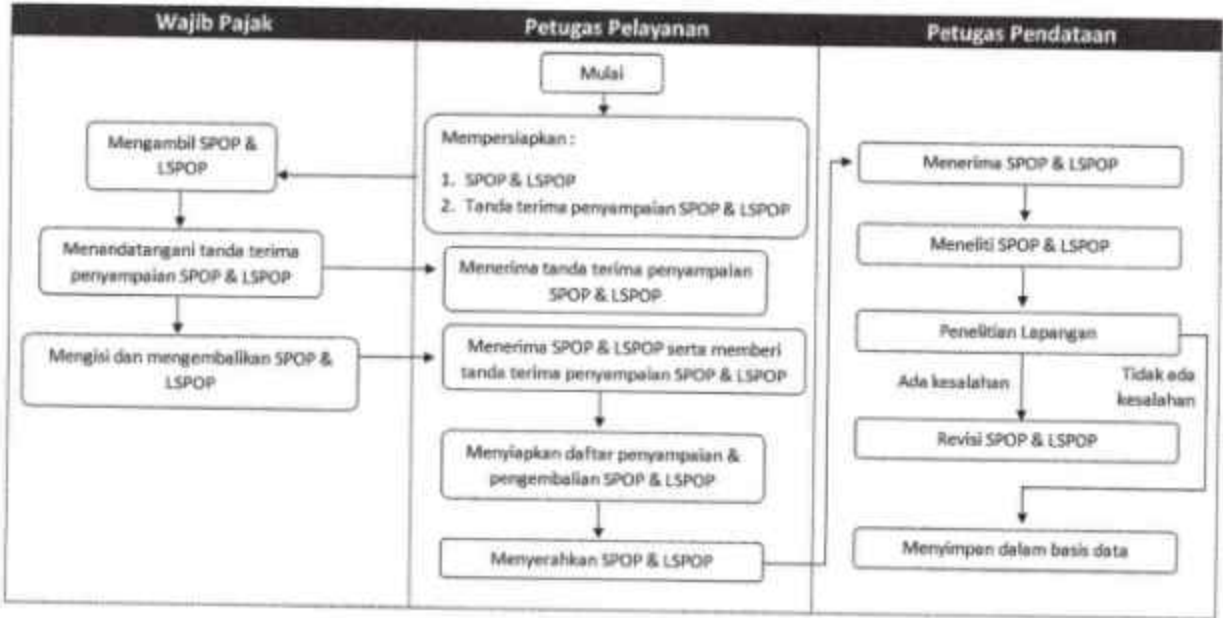 Wajib Pajak
Petugas Pelayanan
Petugas Pendataan
Mulai
Mempersiapkan :
1. SPOP & LSPOP
2. Tanda terima penyampaian SPOP & LSPOP
Mengambil SPOP &
LSPOP
Menandatangani tanda terima
penyampaian SPOP & LSPOP
Menerima tanda terima penyampaian
SPOP & LSPOP
Mengisi dan mengembalikan SPOP &
LSPOP
Menerima SPOP & LSPOP serta memberi
tanda terima penyampaian SPOP & LSPOP
Menyiapkan daftar penyampaian &
pengembalian SPOP & LSPOP
Menyerahkan SPOP & LSPOP
Menerima SPOP & LSPOP
Meneliti SPOP & LSPOP
Penelitian Lapangan
Ada kesalahan
Tidak ada
kesalahan
Revisi SPOP & LSPOP
Menyimpan dalam basis data